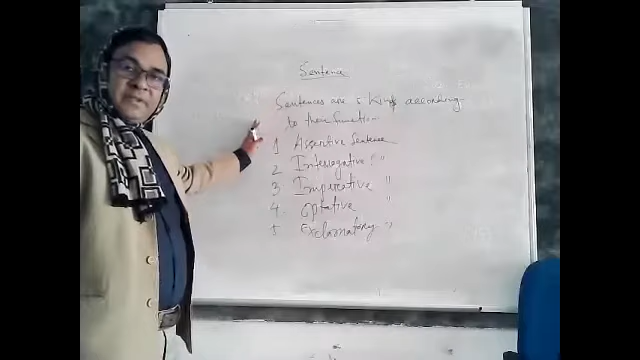 Sentence
Sentences are 5 kinds according
to their function
1 Assertive Sentence
2 Interrogative "
3 Imperative "
4. Optative "
5 Exclamatory "